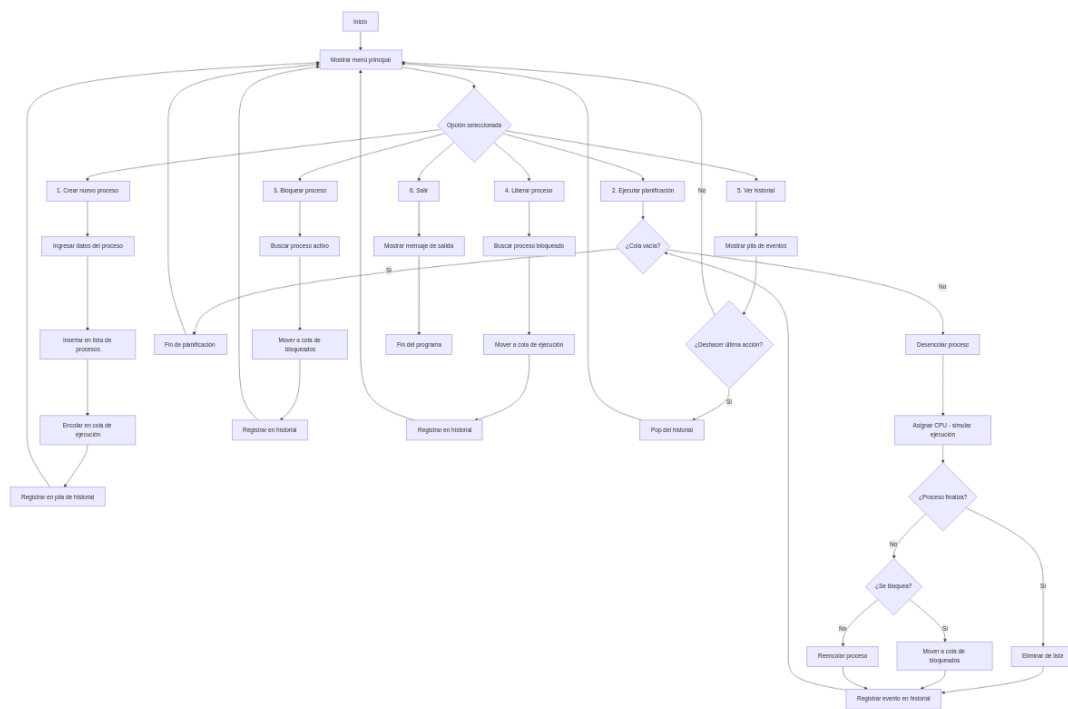 Inicio
Mostrar menú principal
Opción seleccionada
1. Crear nuevo proceso
3. Bloquear proceso
6. Salir
4. Liberar proceso
2. Ejecutar planificación
No
5. Ver historial
Ingresar datos del proceso
Buscar proceso activo
Mostrar mensaje de salida
Buscar proceso bloqueado
¿Cola vacía?
Mostrar pila de eventos
Sí
No
Insertar en lista de
procesos
Fin de planificación
Mover a cola de
bloqueados
Fin del programa
Mover a cola de ejecución
¿Deshacer última acción?
Desencolar proceso
Sí
Encolar en cola de
ejecución
Registrar en historial
Registrar en historial
Pop del historial
Asignar CPU - simular
ejecución
Registrar en pila de historial
¿Proceso finaliza?
No
¿Se bloquea?
Sí
No
Sí
Reencolar proceso
Mover a cola de
bloqueados
Eliminar de lista
Registrar evento en historial